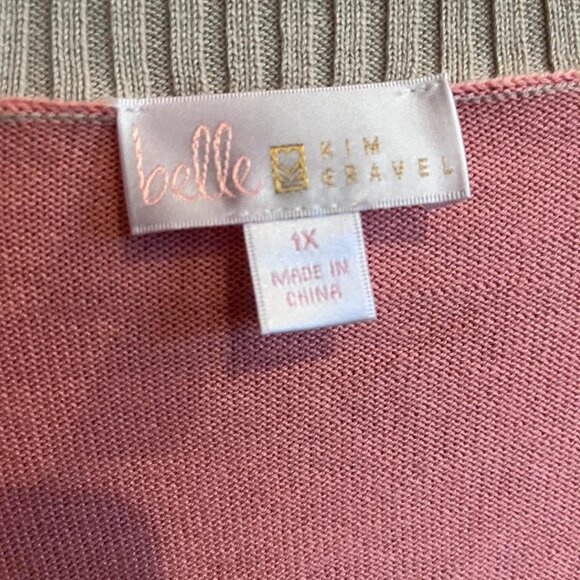 belle KIM
GRAVEL
1X
MADE IN
CHINA